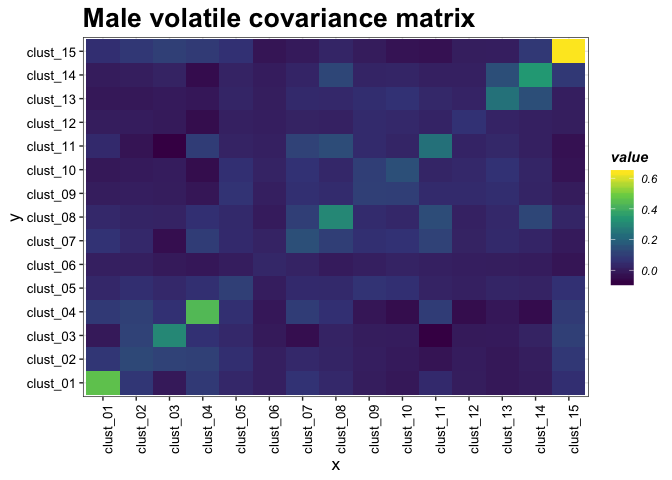 Male volatile covariance matrix
clust_15
clust_14
clust_13
clust_12
clust_11
clust_10
clust_09
clust_08
clust_07
clust_06
clust_05
clust_04
clust_03
clust_02
clust_01
y
clust_01 clust_02 clust_03 clust_04 clust_05 clust_06 clust_07 clust_08 clust_09 clust_10 clust_11 clust_12 clust_13 clust_14 clust_15
x
value
0.6
0.4
0.2
0.0